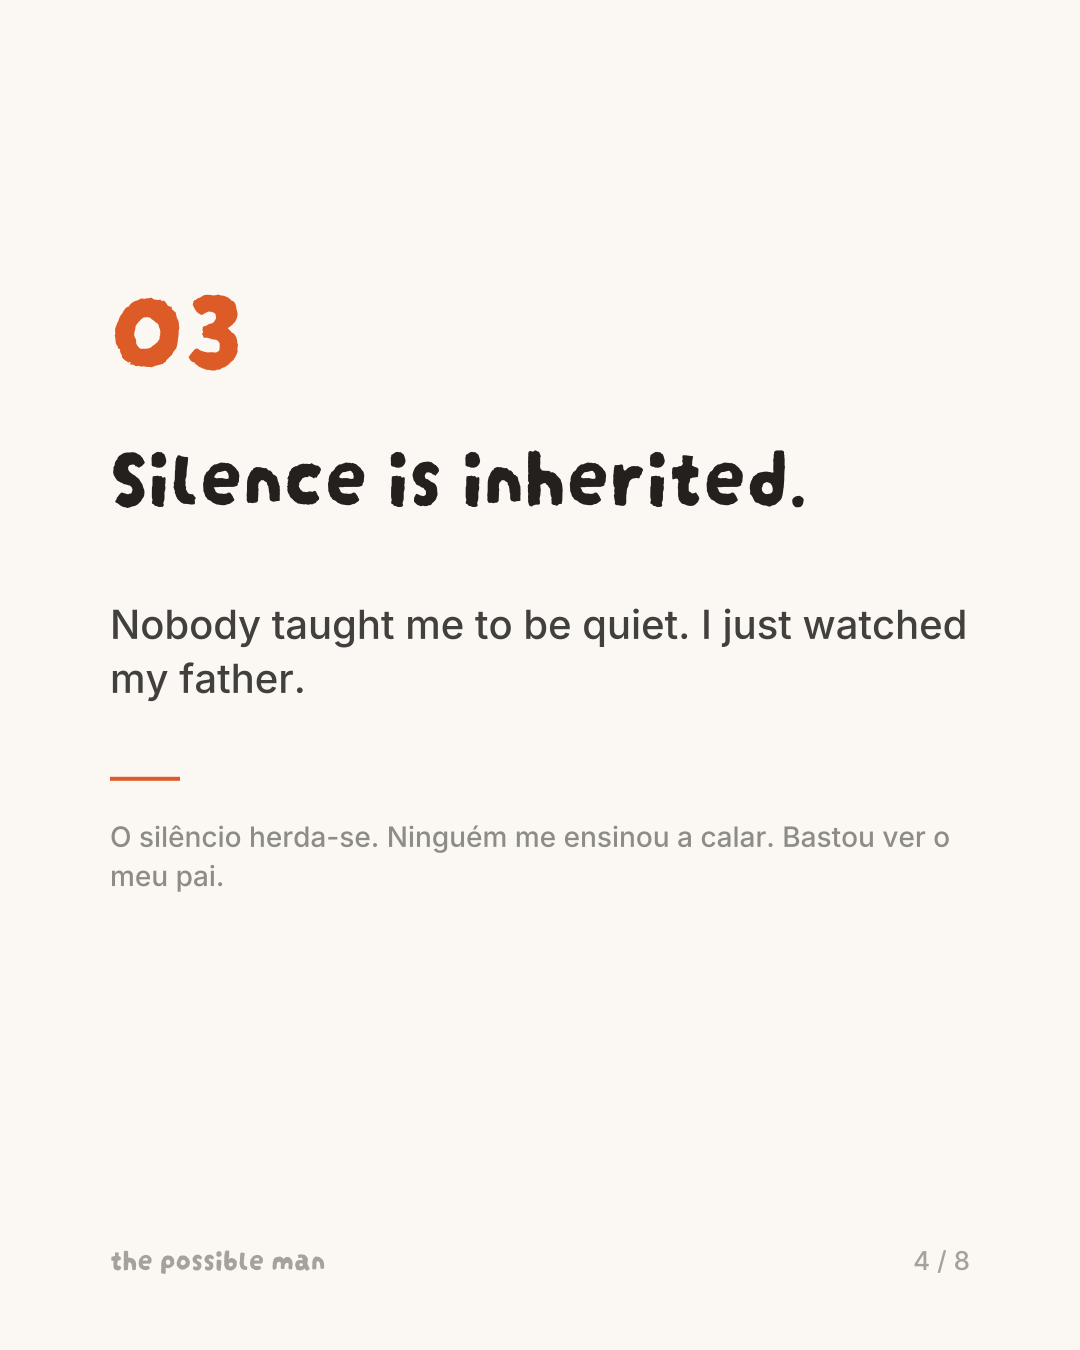 03
Silence is inherited.
Nobody taught me to be quiet. I just watched
my father.
O silêncio herda-se. Ninguém me ensinou a calar. Bastou ver o
meu pai.
the possible man
4 / 8